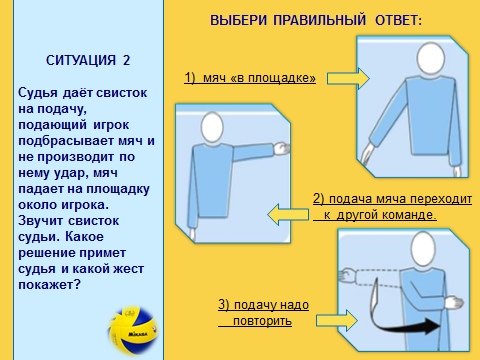 СИТУАЦИЯ 2
Судья даёт свисток
на подачу,
подающий игрок
подбрасывает мяч и
не производит по
нему удар, мяч
падает на площадку
около игрока.
Звучит свисток
судьи. Какое
решение примет
судья и какой жест
покажет?
Mikasa
ВЫБЕРИ ПРАВИЛЬНЫЙ ОТВЕТ:
1) мяч «в площадке»
2) подача мяча переходит
к другой команде.
3) подачу надо
повторить